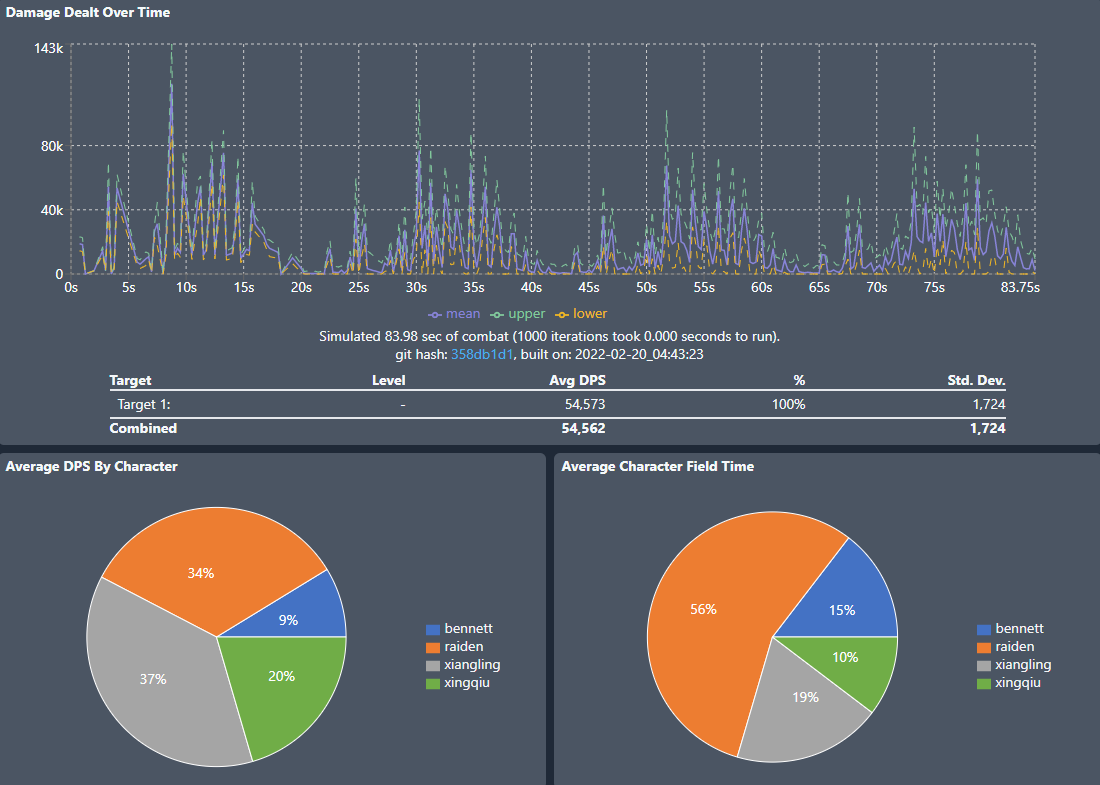 Damage Dealt Over Time
143k
80k
40k
0
0s 5s 10s 15s 20s 25s 30s 35s 40s 45s 50s 55s 60s 65s 70s 75s 83.75s
mean upper lower
Simulated 83.98 sec of combat (1000 iterations took 0.000 seconds to run).
git hash: 358db1d1, built on: 2022-02-20_04:43:23
Target Level Avg DPS % Std. Dev.
Target 1: - 54,573 100% 1,724
Combined 54,562 1,724
Average DPS By Character
34%
9%
37%
20%
bennett
raiden
xiangling
xingqiu
Average Character Field Time
56%
15%
10%
19%
bennett
raiden
xiangling
xingqiu